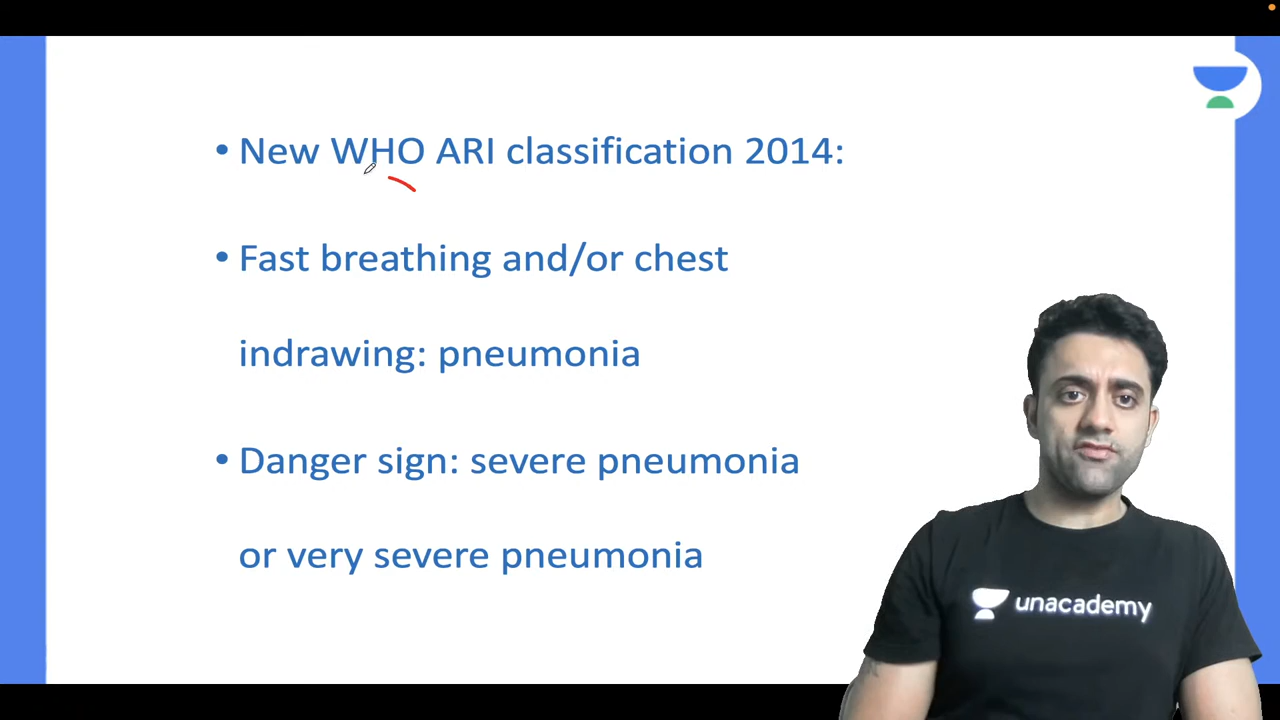 • New WHO ARI classification 2014:
• Fast breathing and/or chest
indrawing: pneumonia
• Danger sign: severe pneumonia
or very severe pneumonia
unacademy